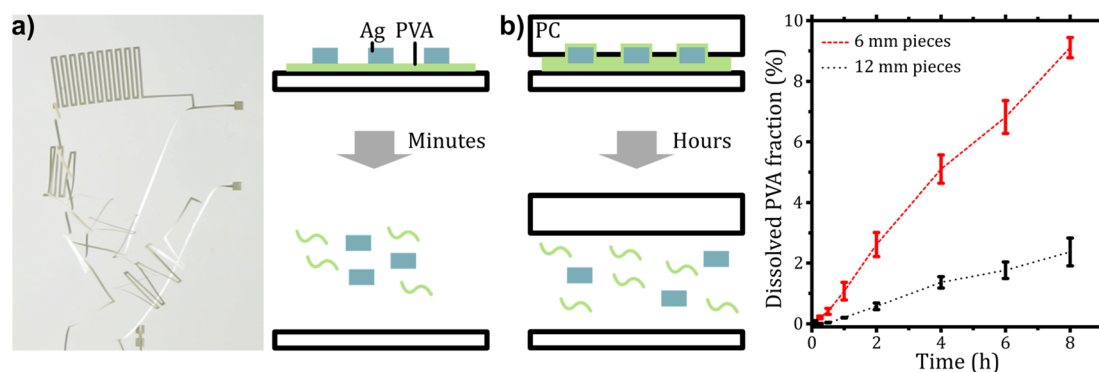 a)
Ag PVA
Minutes
b)
PC
Hours
Dissolved PVA fraction (%)
10
8
6
4
2
0
6 mm pieces
12 mm pieces
0 2 4 6 8
Time (h)